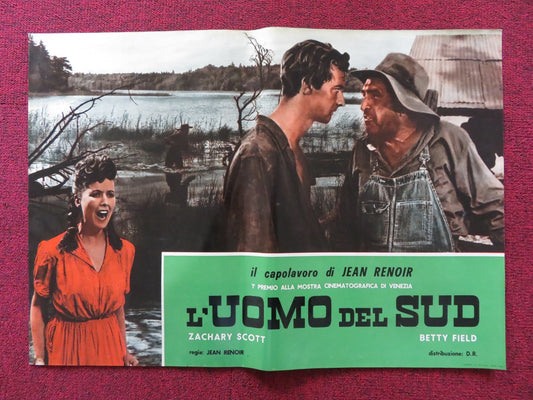 il capolavoro di JEAN RENOIR
1° PREMIO ALLA MOSTRA CINEMATOGRAFICA DI VENEZIA
L'UOMO DEL SUD
ZACHARY SCOTT BETTY FIELD
regia: JEAN RENOIR distribuzione: D.R.